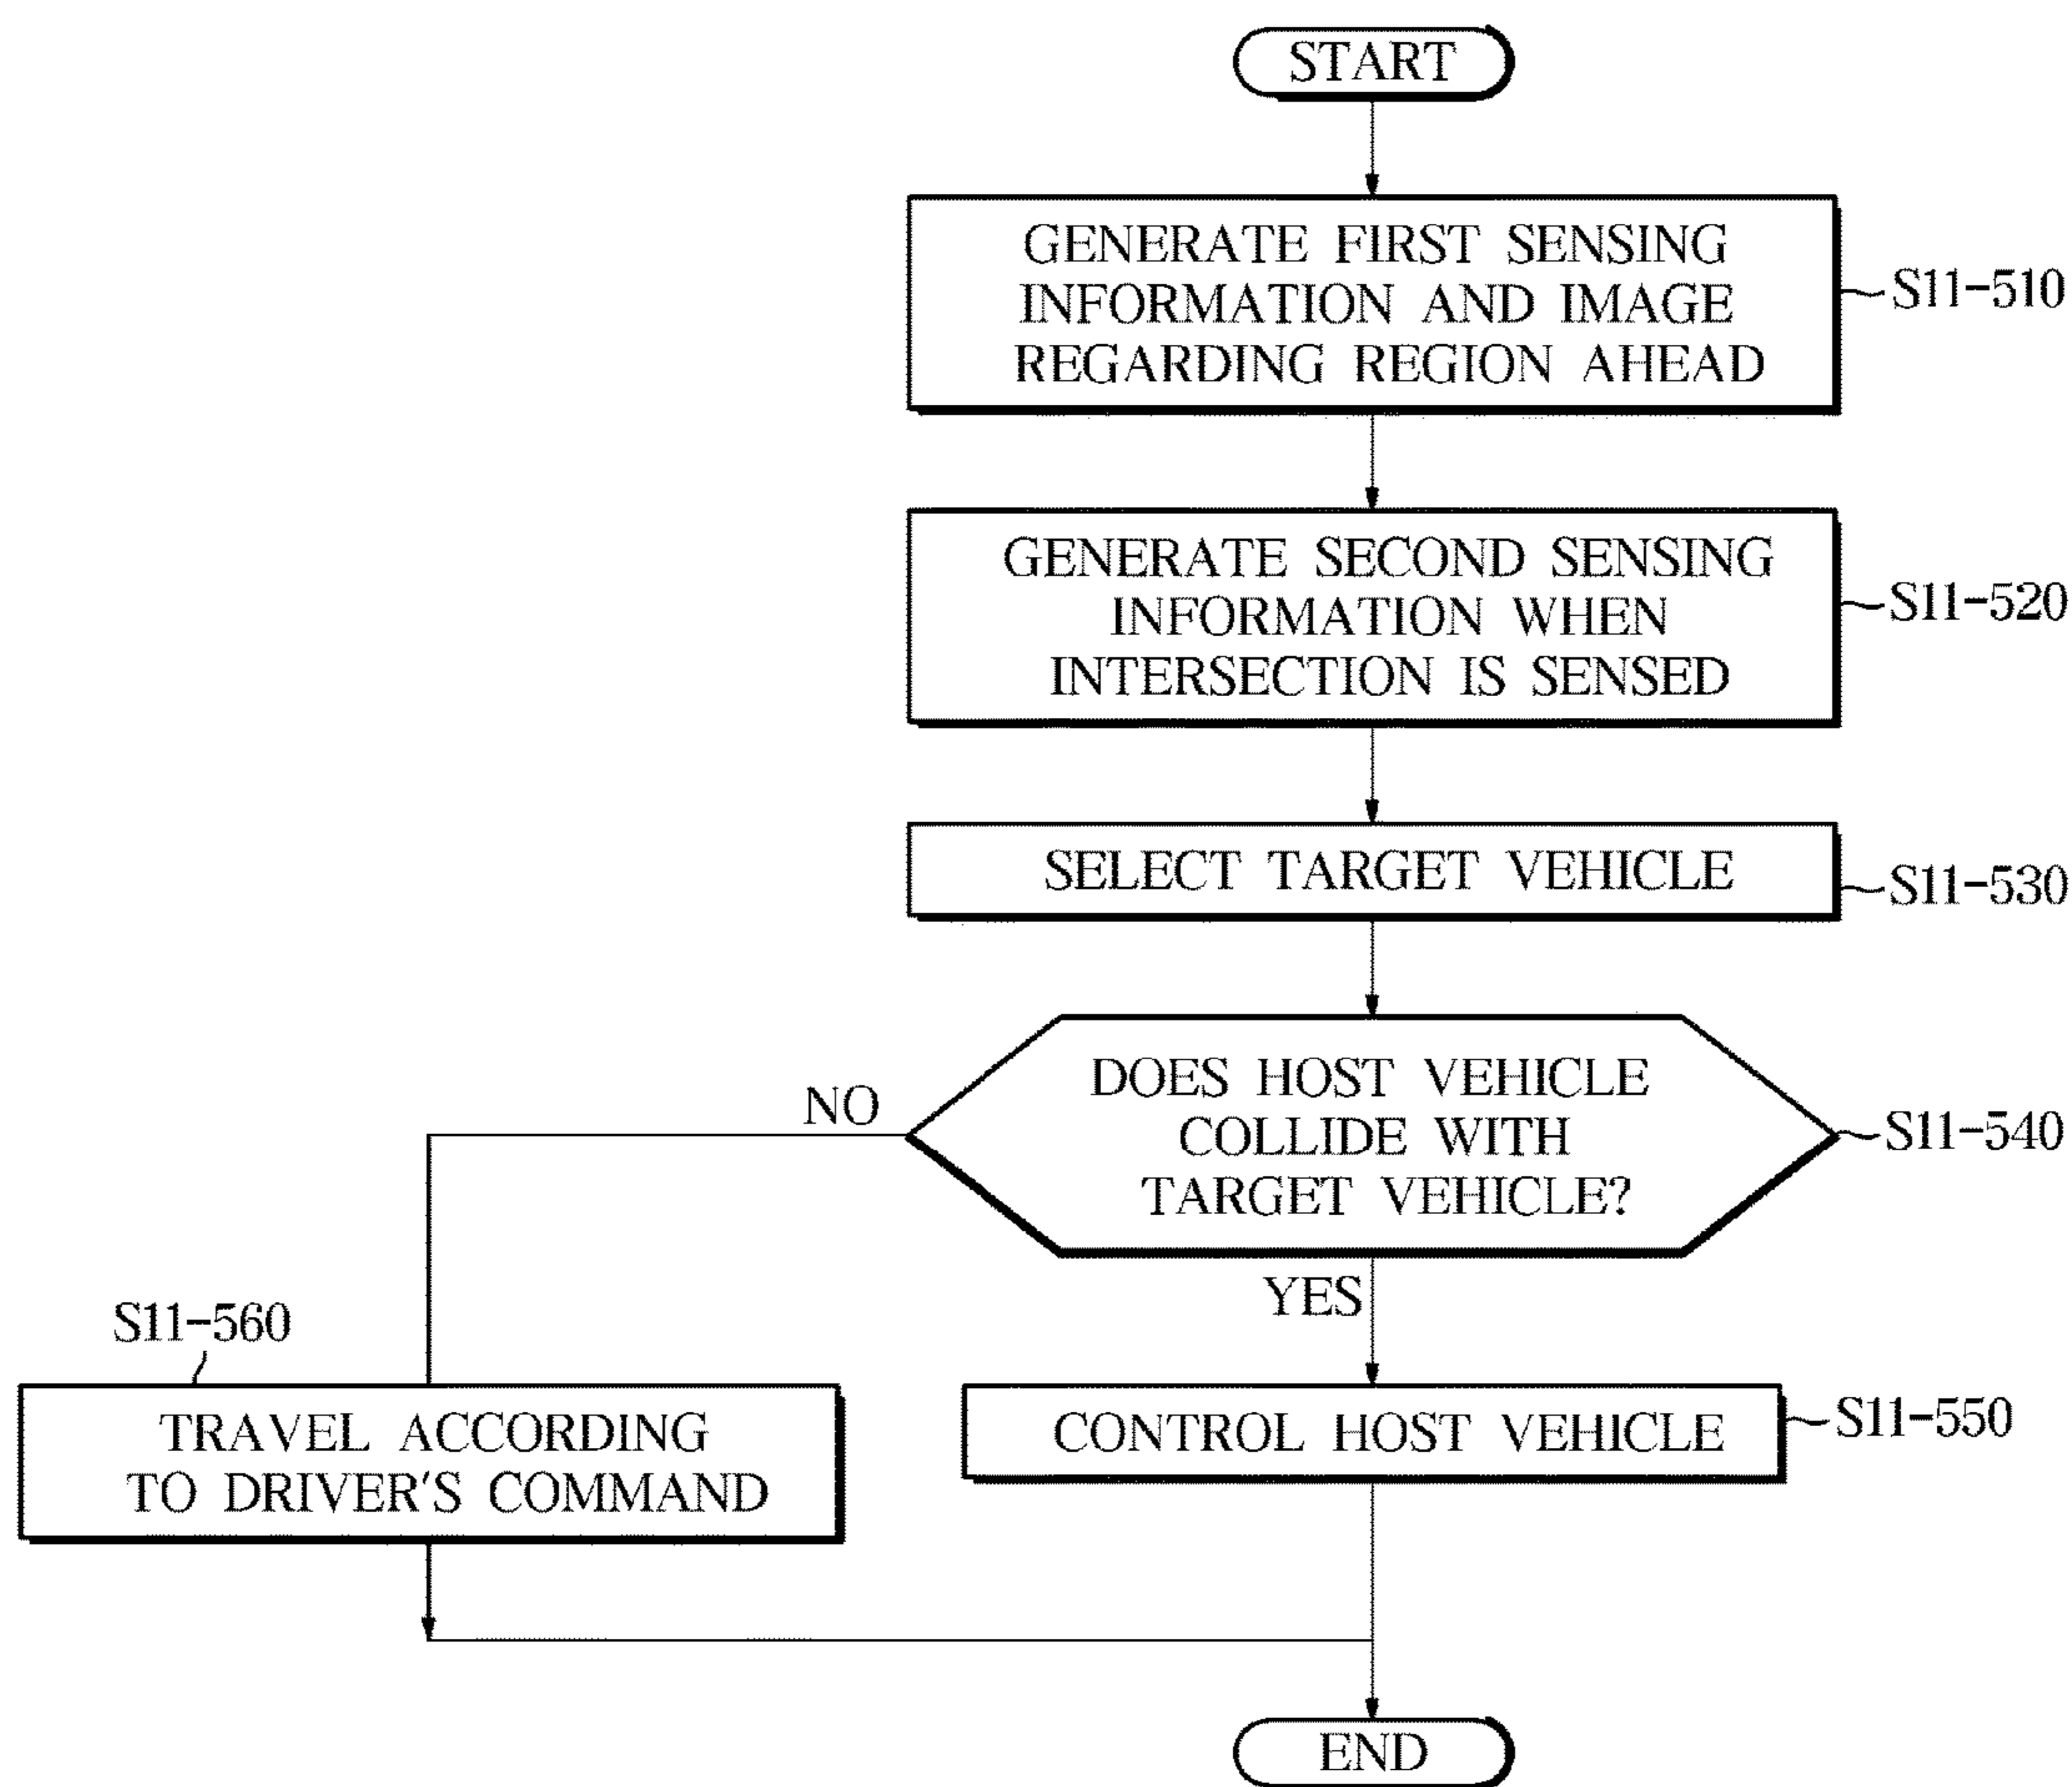 START
GENERATE FIRST SENSING
INFORMATION AND IMAGE
REGARDING REGION AHEAD
S11-510
GENERATE SECOND SENSING
INFORMATION WHEN
INTERSECTION IS SENSED
S11-520
SELECT TARGET VEHICLE
S11-530
DOES HOST VEHICLE
COLLIDE WITH
TARGET VEHICLE?
S11-540
NO
YES
S11-560
TRAVEL ACCORDING
TO DRIVER'S COMMAND
CONTROL HOST VEHICLE
S11-550
END